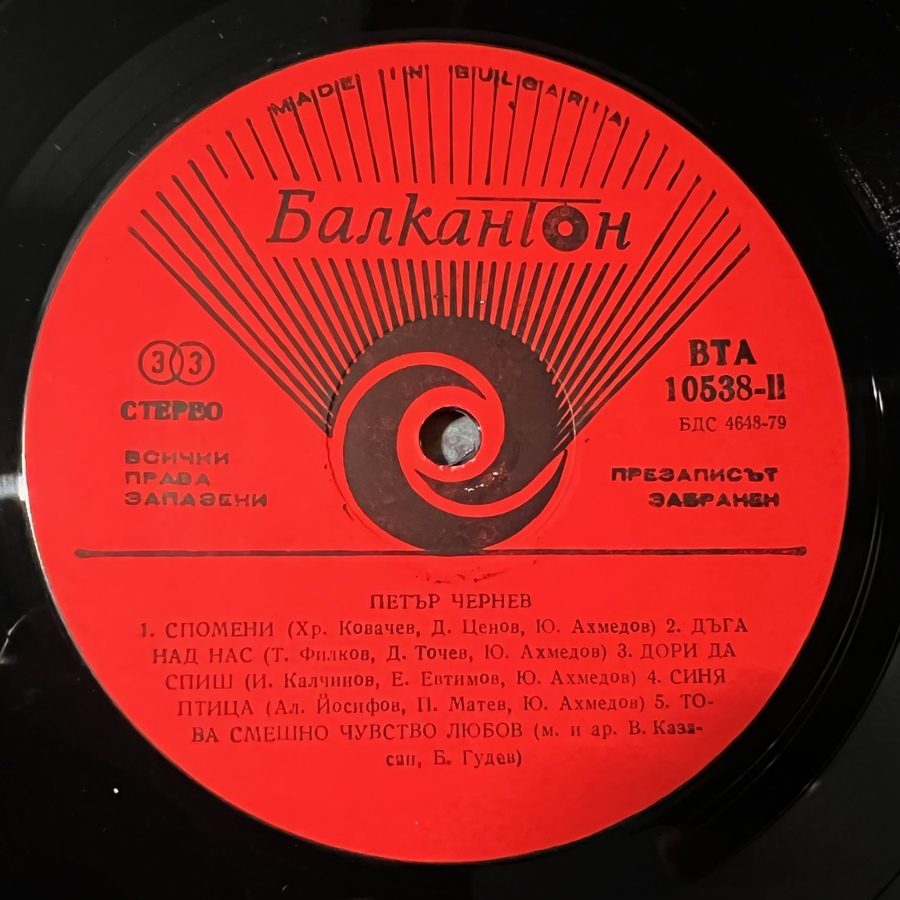 MADE IN BULGARIA
Балкантон
33
СТЕРЕО
ВСИЧКИ
ПРАВА
ЗАПАЗЕНИ
ВТА
10538-II
БДС 4648-79
ПРЕЗАПИСЪТ
ЗАБРАНЕН
ПЕТЪР ЧЕРНЕВ
1. СПОМЕНИ (Хр. Ковачев, Д. Ценов, Ю. Ахмедов) 2. ДЪГА
НАД НАС (Т. Филков, Д. Точев, Ю. Ахмедов) 3. ДОРИ ДА
СПИШ (И. Калчинов, Е. Евтимов, Ю. Ахмедов) 4. СИНЯ
ПТИЦА (Ал. Йосифов, П. Матев, Ю. Ахмедов) 5. ТО-
ВА СМЕШНО ЧУВСТВО ЛЮБОВ (м. и ар. В. Казa-
сян, Б. Гудев)